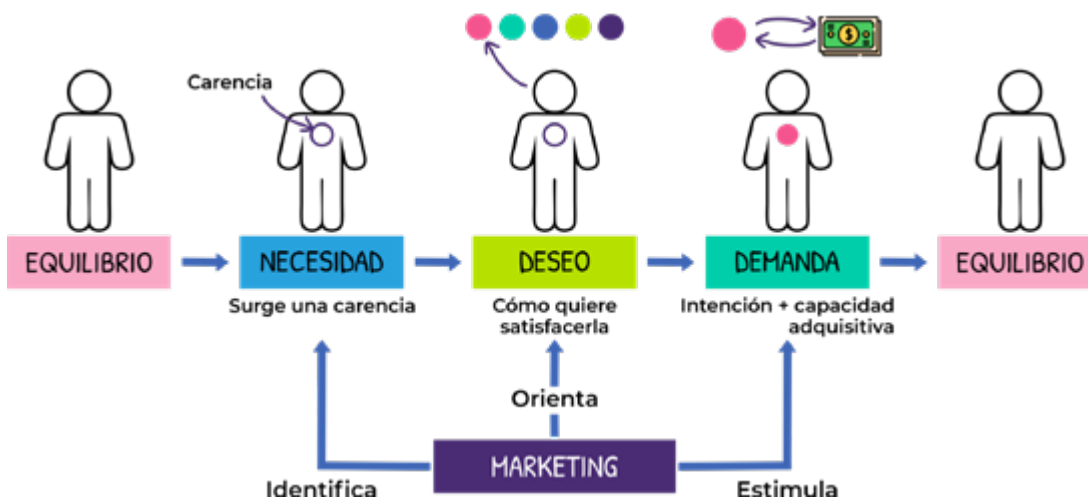 Carencia
$
EQUILIBRIO
NECESIDAD
DESEO
DEMANDA
EQUILIBRIO
Surge una carencia
Cómo quiere
satisfacerla
Intención + capacidad
adquisitiva
Orienta
MARKETING
Identifica
Estimula